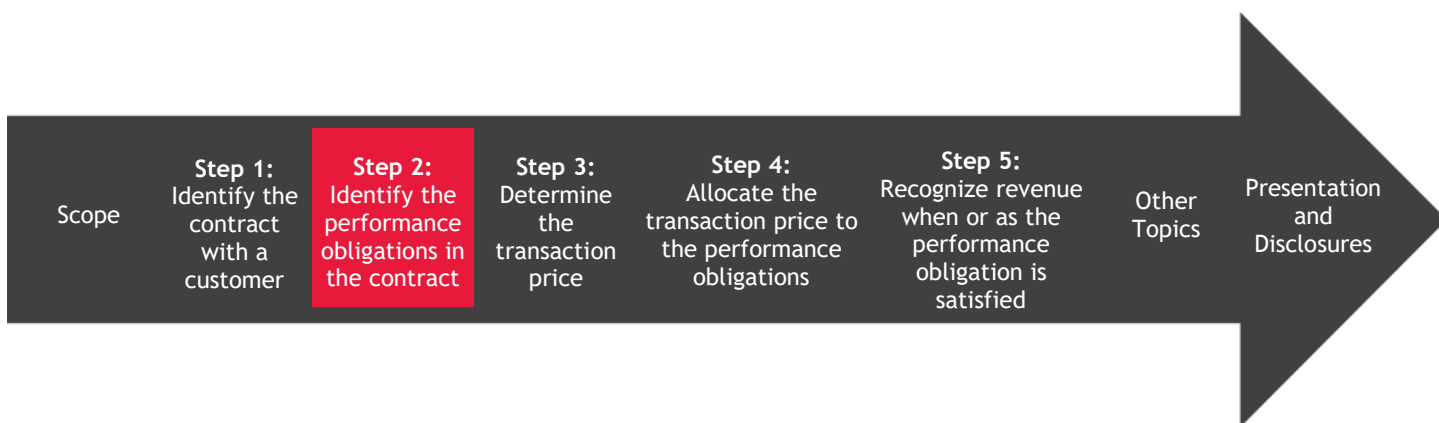 Scope
Step 1:
Identify the
contract
with a
customer
Step 2:
Identify the
performance
obligations in
the contract
Step 3:
Determine
the
transaction
price
Step 4:
Allocate the
transaction price to
the performance
obligations
Step 5:
Recognize revenue
when or as the
performance
obligation is
satisfied
Other
Topics
Presentation
and
Disclosures